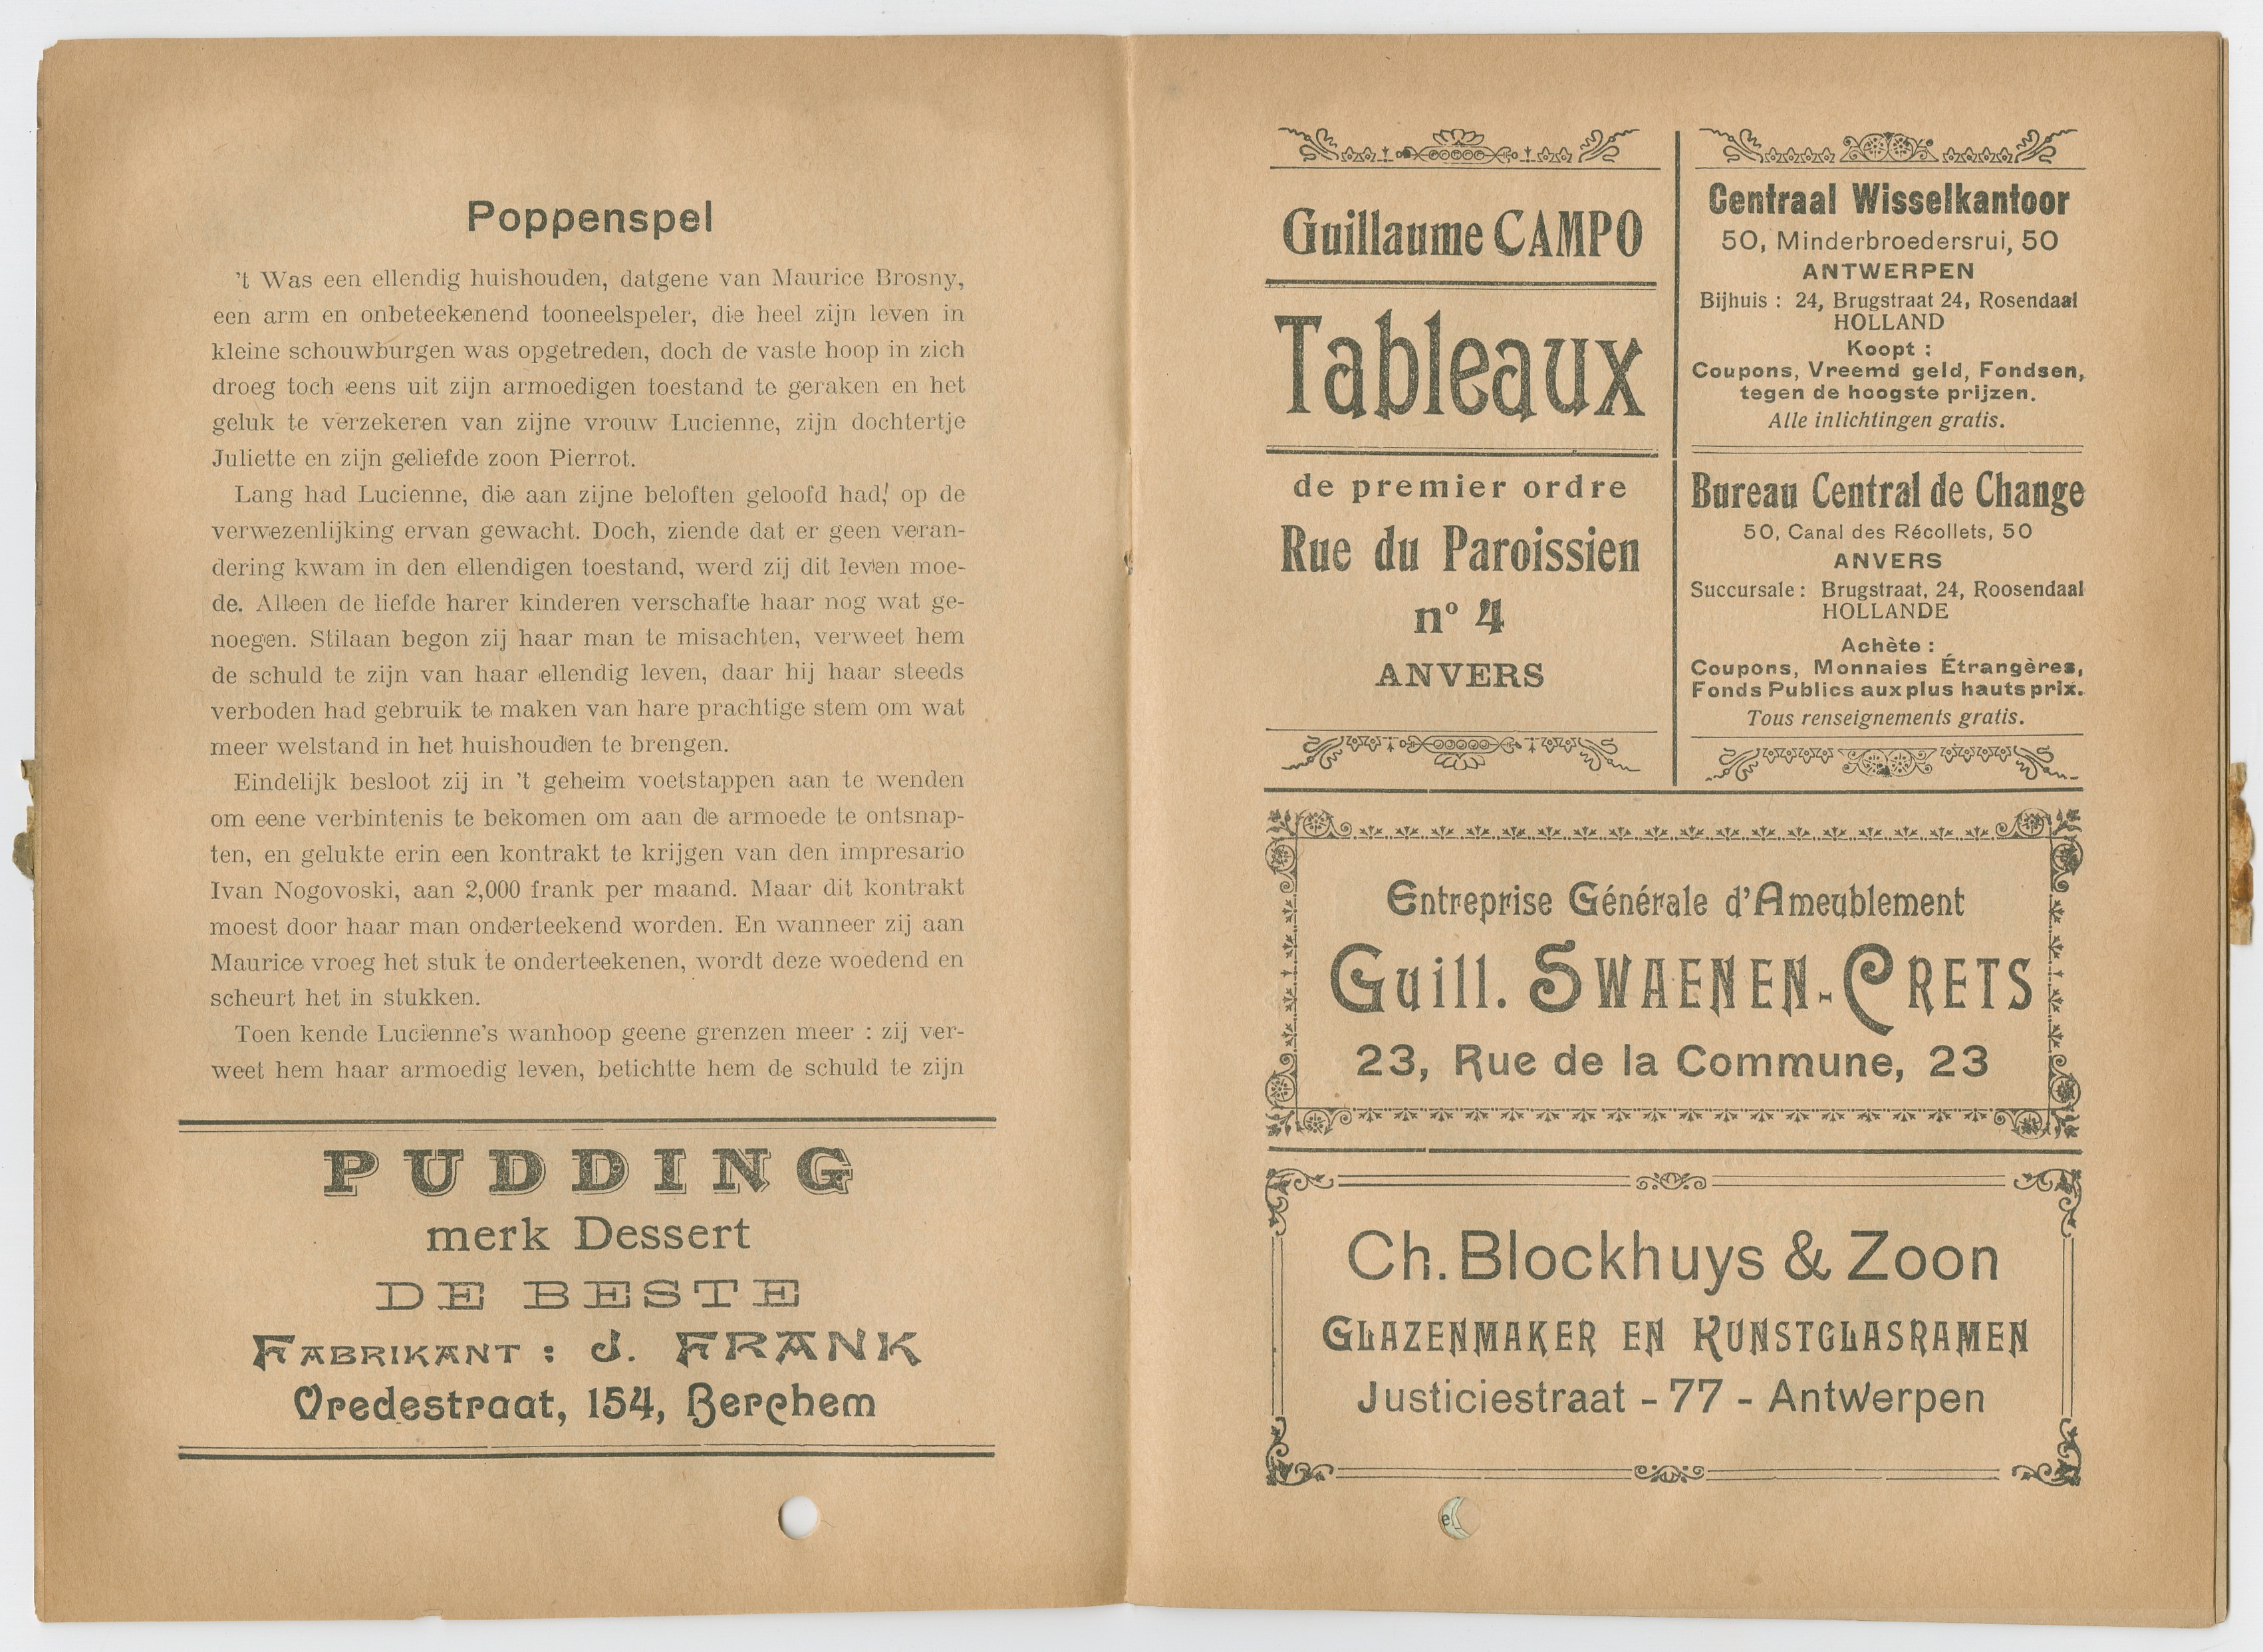 Poppenspel
't Was een ellendig huishouden, datgene van Maurice Brosny,
een arm en onbeteekenend tooneelspeler, die heel zijn leven in
kleine schouwburgen was opgetreden, doch de vaste hoop in zich
droeg toch eens uit zijn armoedigen toestand te geraken en het
geluk te verzekeren van zijne vrouw Lucienne, zijn dochtertje
Juliette en zijn geliefde zoon Pierrot.
Lang had Lucienne, die aan zijne beloften geloofd had,' op de
verwezenlijking ervan gewacht. Doch, ziende dat er geen veran-
dering kwam in den ellendigen toestand, werd zij dit leven moe-
de. Alleen de liefde harer kinderen verschafte haar nog wat ge-
noegen. Stilaan begon zij haar man te misachten, verweet hem
de schuld te zijn van haar ellendig leven, daar hij haar steeds
verboden had gebruik te maken van hare prachtige stem om wat
meer welstand in het huishouden te brengen.
Eindelijk besloot zij in 't geheim voetstappen aan te wenden
om eene verbintenis te bekomen om aan de armoede te ontsnap-
ten, en gelukte erin een kontrakt te krijgen van den impresario
Ivan Nogovoski, aan 2,000 frank per maand. Maar dit kontrakt
moest door haar man onderteekend worden. En wanneer zij aan
Maurice vroeg het stuk te onderteekenen, wordt deze woedend en
scheurt het in stukken.
Toen kende Lucienne's wanhoop geene grenzen meer : zij ver-
weet hem haar armoedig leven, betichtte hem de schuld te zijn
PUDDING
merk Dessert
DE BESTE
FABRIKANT : J. FRANK
Vredestraat, 154, Berchem
Guillaume CAMPO
Tableaux
de premier ordre
Rue du Paroissien
n° 4
ANVERS
Centraal Wisselkantoor
50, Minderbroedersrui, 50
ANTWERPEN
Bijhuis : 24, Brugstraat 24, Rosendaal
HOLLAND
Koopt :
Coupons, Vreemd geld, Fondsen,
tegen de hoogste prijzen.
Alle inlichtingen gratis.
Bureau Central de Change
50, Canal des Récollets, 50
ANVERS
Succursale : Brugstraat, 24, Roosendaal
HOLLANDE
Achète :
Coupons, Monnaies Étrangères,
Fonds Publics aux plus hauts prix.
Tous renseignements gratis.
Entreprise Générale d'Ameublement
Guill. SWAENEN-CRETS
23, Rue de la Commune, 23
Ch. Blockhuys & Zoon
GLAZENMAKER EN KUNSTGLASRAMEN
Justiciestraat - 77 - Antwerpen